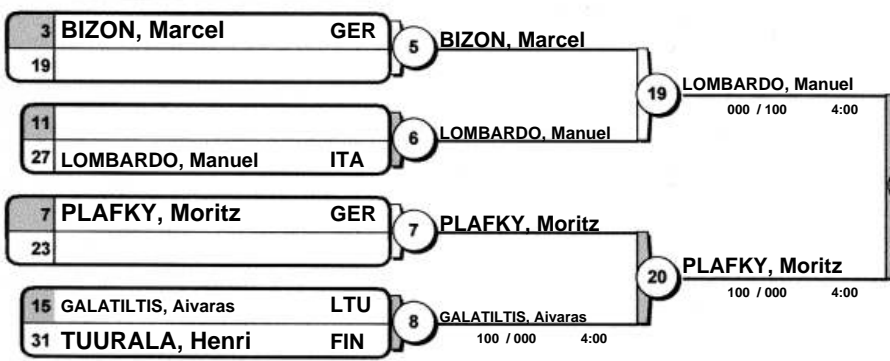 3 BIZON, Marcel GER
19
5 BIZON, Marcel
11
27 LOMBARDO, Manuel ITA
6 LOMBARDO, Manuel
19 LOMBARDO, Manuel
000 / 100 4:00
7 PLAFKY, Moritz GER
23
7 PLAFKY, Moritz
15 GALATILTIS, Aivaras LTU
31 TUURALA, Henri FIN
8 GALATILTIS, Aivaras
100 / 000 4:00
20 PLAFKY, Moritz
100 / 000 4:00